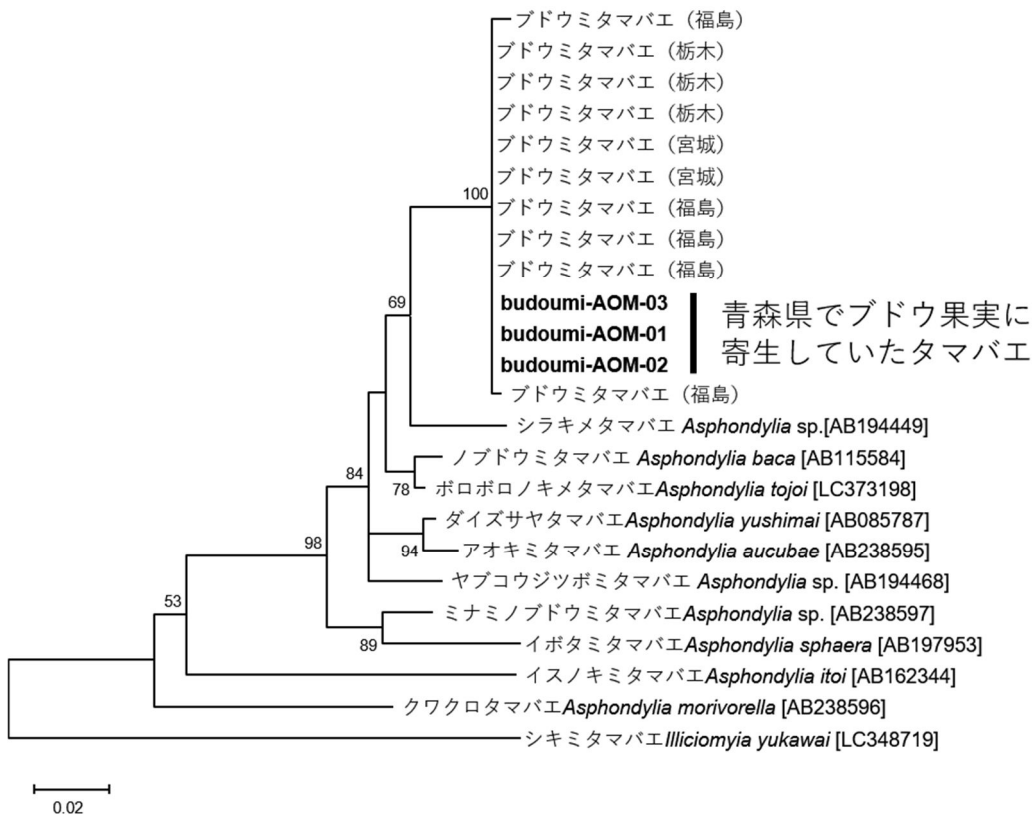 ブドウミタマバエ（福島）
ブドウミタマバエ（栃木）
ブドウミタマバエ（栃木）
ブドウミタマバエ（栃木）
ブドウミタマバエ（宮城）
ブドウミタマバエ（宮城）
100
ブドウミタマバエ（福島）
ブドウミタマバエ（福島）
ブドウミタマバエ（福島）
69
budoumi-AOM-03
budoumi-AOM-01
budoumi-AOM-02
青森県でブドウ果実に
寄生していたタマバエ
ブドウミタマバエ（福島）
シラキメタマバエ Asphondylia sp.[AB194449]
ノブドウミタマバエ Asphondylia baca [AB115584]
84
78
ボロボロノキメタマバエAsphondylia tojoi [LC373198]
ダイズサヤタマバエAsphondylia yushimai [AB085787]
98
94
アオキミタマバエ Asphondylia aucubae [AB238595]
ヤブコウジツボミタマバエ Asphondylia sp. [AB194468]
53
ミナミノブドウミタマバエAsphondylia sp. [AB238597]
89
イボタミタマバエAsphondylia sphaera [AB197953]
イスノキミタマバエAsphondylia itoi [AB162344]
クワクロタマバエAsphondylia morivorella [AB238596]
シキミタマバエIlliciomyia yukawai [LC348719]
0.02